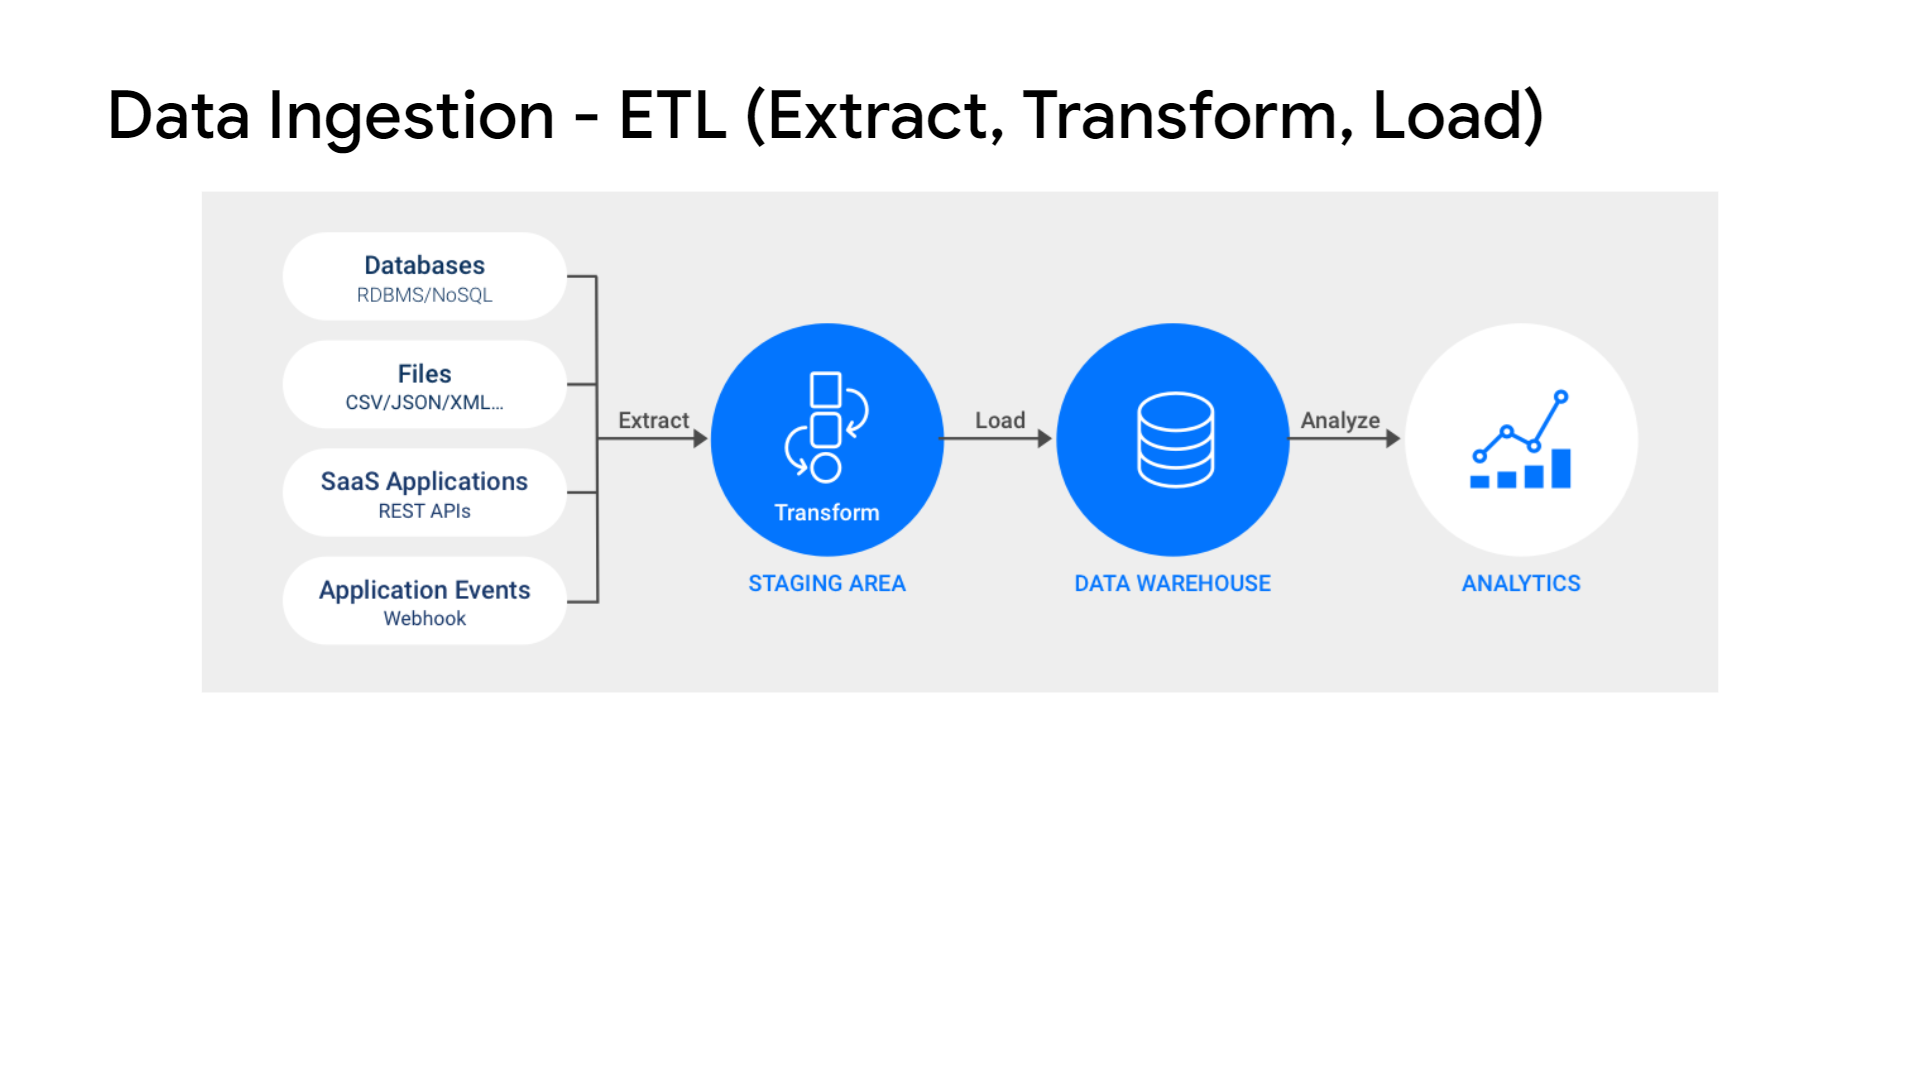 Data Ingestion - ETL (Extract, Transform, Load)
Databases
RDBMS/NoSQL
Files
CSV/JSON/XML...
SaaS Applications
REST APIs
Application Events
Webhook
Extract
Transform
STAGING AREA
Load
DATA WAREHOUSE
Analyze
ANALYTICS